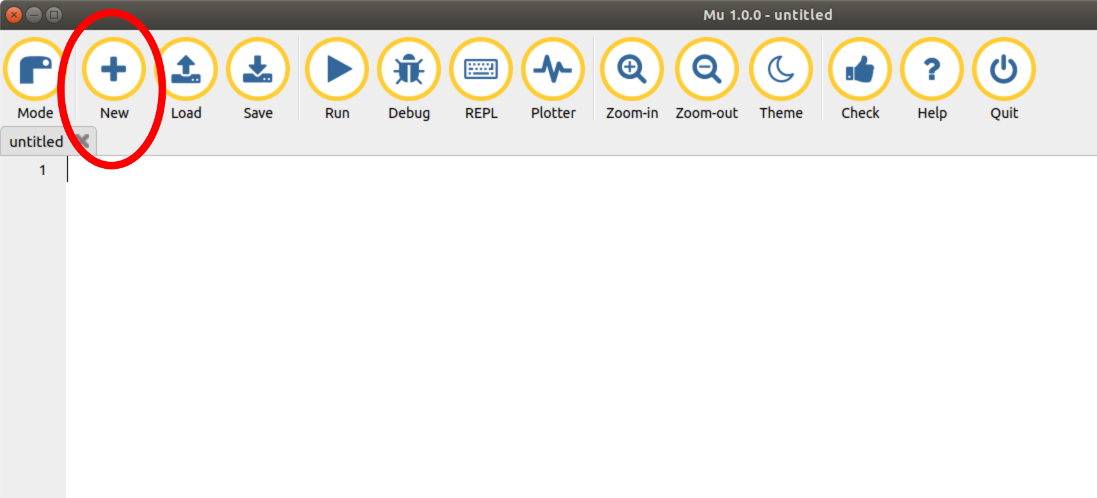 Mu 1.0.0 - untitled
Mode New Load Save Run Debug REPL Plotter Zoom-in Zoom-out Theme Check Help Quit
untitled
1